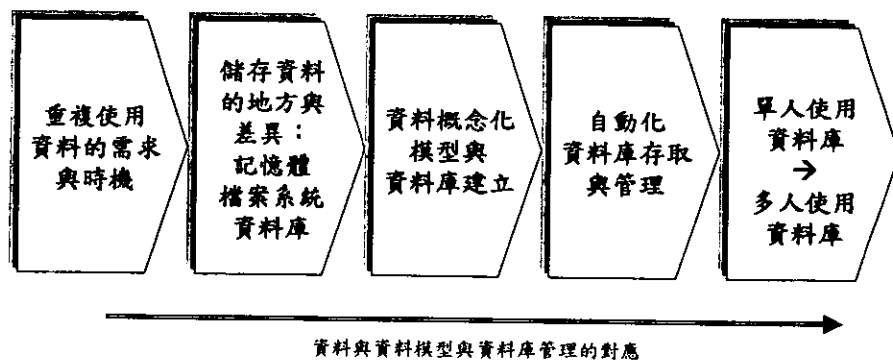 重複使用
資料的需求
與時機
儲存資料
的地方與
差異：
記憶體
檔案系統
資料庫
資料概念化
模型與
資料庫建立
自動化
資料庫存取
與管理
單人使用
資料庫
→
多人使用
資料庫
資料與資料模型與資料庫管理的對應